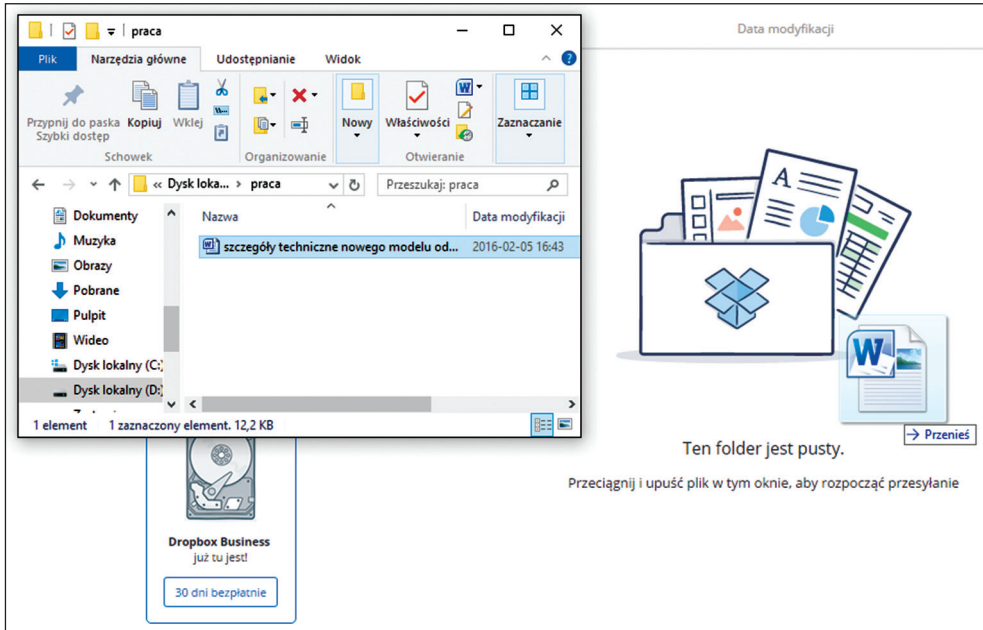 praca
Data modyfikacji
Plik Narzędzia główne Udostępnianie Widok
Przypnij do paska
Szybki dostęp
Kopiuj
Wklej
Nowy
Właściwości
Zaznaczanie
Schowek Organizowanie Otwieranie
« Dysk loka... › praca
Przeszukaj: praca
Dokumenty
Muzyka
Obrazy
Pobrane
Pulpit
Wideo
Dysk lokalny (C:)
Dysk lokalny (D:)
Nazwa Data modyfikacji
szczegóły techniczne nowego modelu od... 2016-02-05 16:43
1 element 1 zaznaczony element. 12,2 KB
A
W
→ Przenieś
Ten folder jest pusty.
Przeciągnij i upuść plik w tym oknie, aby rozpocząć przesyłanie
Dropbox Business
już tu jest!
30 dni bezpłatnie